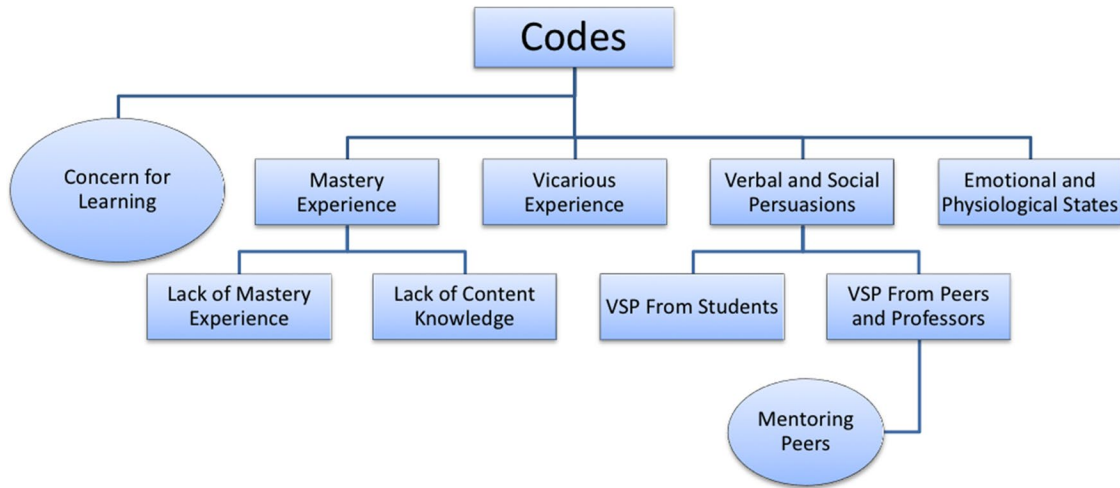 Codes
Concern for
Learning
Mastery
Experience
Vicarious
Experience
Verbal and Social
Persuasions
Emotional and
Physiological States
Lack of Mastery
Experience
Lack of Content
Knowledge
VSP From Students
VSP From Peers
and Professors
Mentoring
Peers